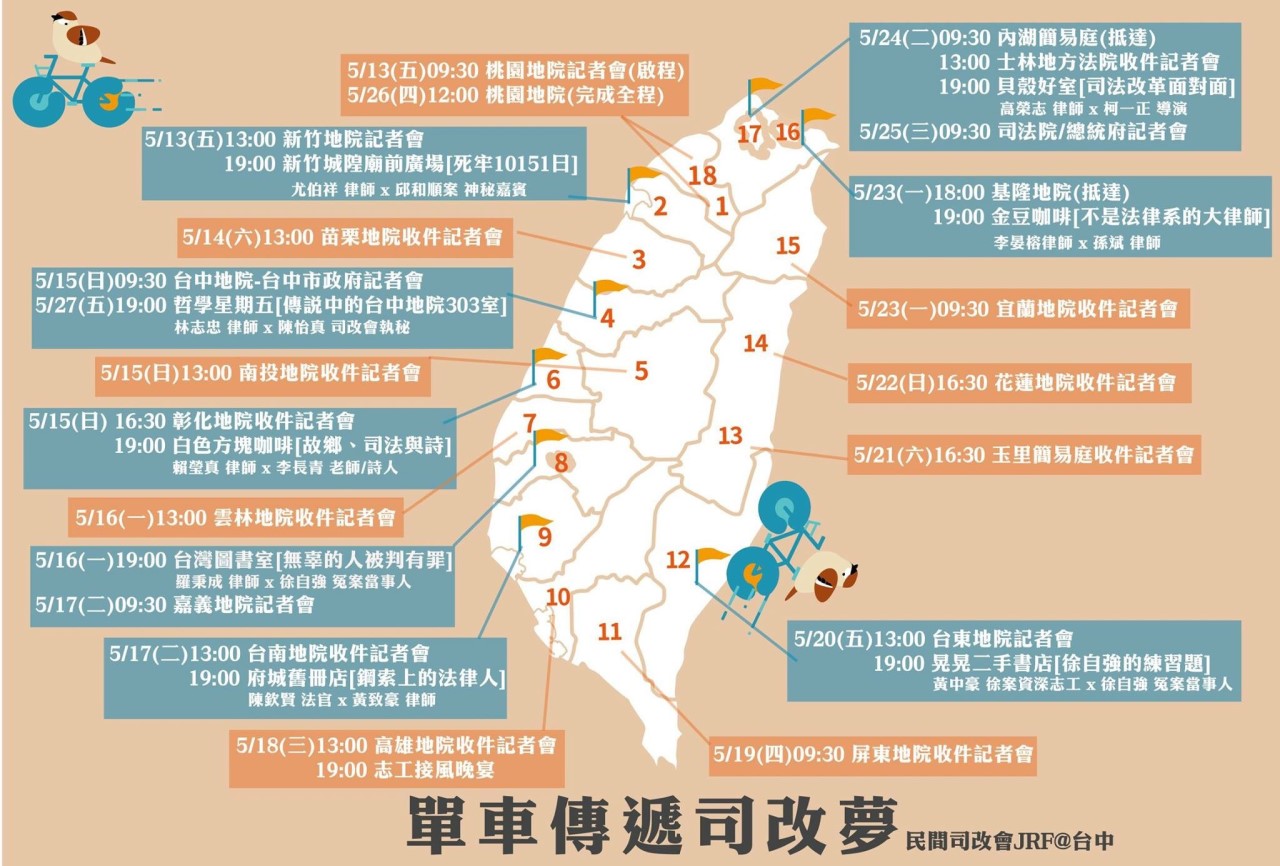 5/13(五)09:30 桃園地院記者會(啟程)
5/26(四)12:00 桃園地院(完成全程)
5/13(五)13:00 新竹地院記者會
19:00 新竹城隍廟前廣場[死牢10151日]
尤伯祥 律師 x 邱和順案 神秘嘉賓
5/14(六)13:00 苗栗地院收件記者會
5/15(日)09:30 台中地院-台中市政府記者會
5/27(五)19:00 哲學星期五[傳說中的台中地院303室]
林志忠 律師 x 陳怡真 司改會執秘
5/15(日)13:00 南投地院收件記者會
5/15(日) 16:30 彰化地院收件記者會
19:00 白色方塊咖啡[故鄉、司法與詩]
賴瑩真 律師 x 李長青 老師/詩人
5/16(一)13:00 雲林地院收件記者會
5/16(一)19:00 台灣圖書室[無辜的人被判有罪]
羅秉成 律師 x 徐自強 冤案當事人
5/17(二)09:30 嘉義地院記者會
5/17(二)13:00 台南地院收件記者會
19:00 府城舊冊店[鋼索上的法律人]
陳欽賢 法官 x 黃致豪 律師
5/18(三)13:00 高雄地院收件記者會
19:00 志工接風晚宴
17
16
18
1
2
3
15
4
14
5
6
7
13
8
9
12
10
11
5/24(二)09:30 內湖簡易庭(抵達)
13:00 士林地方法院收件記者會
19:00 貝殼好室[司法改革面對面]
高榮志 律師 x 柯一正 導演
5/25(三)09:30 司法院/總統府記者會
5/23(一)18:00 基隆地院(抵達)
19:00 金豆咖啡[不是法律系的大律師]
李晏榕律師 x 孫斌 律師
5/23(一)09:30 宜蘭地院收件記者會
5/22(日)16:30 花蓮地院收件記者會
5/21(六)16:30 玉里簡易庭收件記者會
5/20(五)13:00 台東地院記者會
19:00 晃晃二手書店[徐自強的練習題]
黃中豪 徐案資深志工 x 徐自強 冤案當事人
5/19(四)09:30 屏東地院收件記者會
單車傳遞司改夢 民間司改會JRF@台中